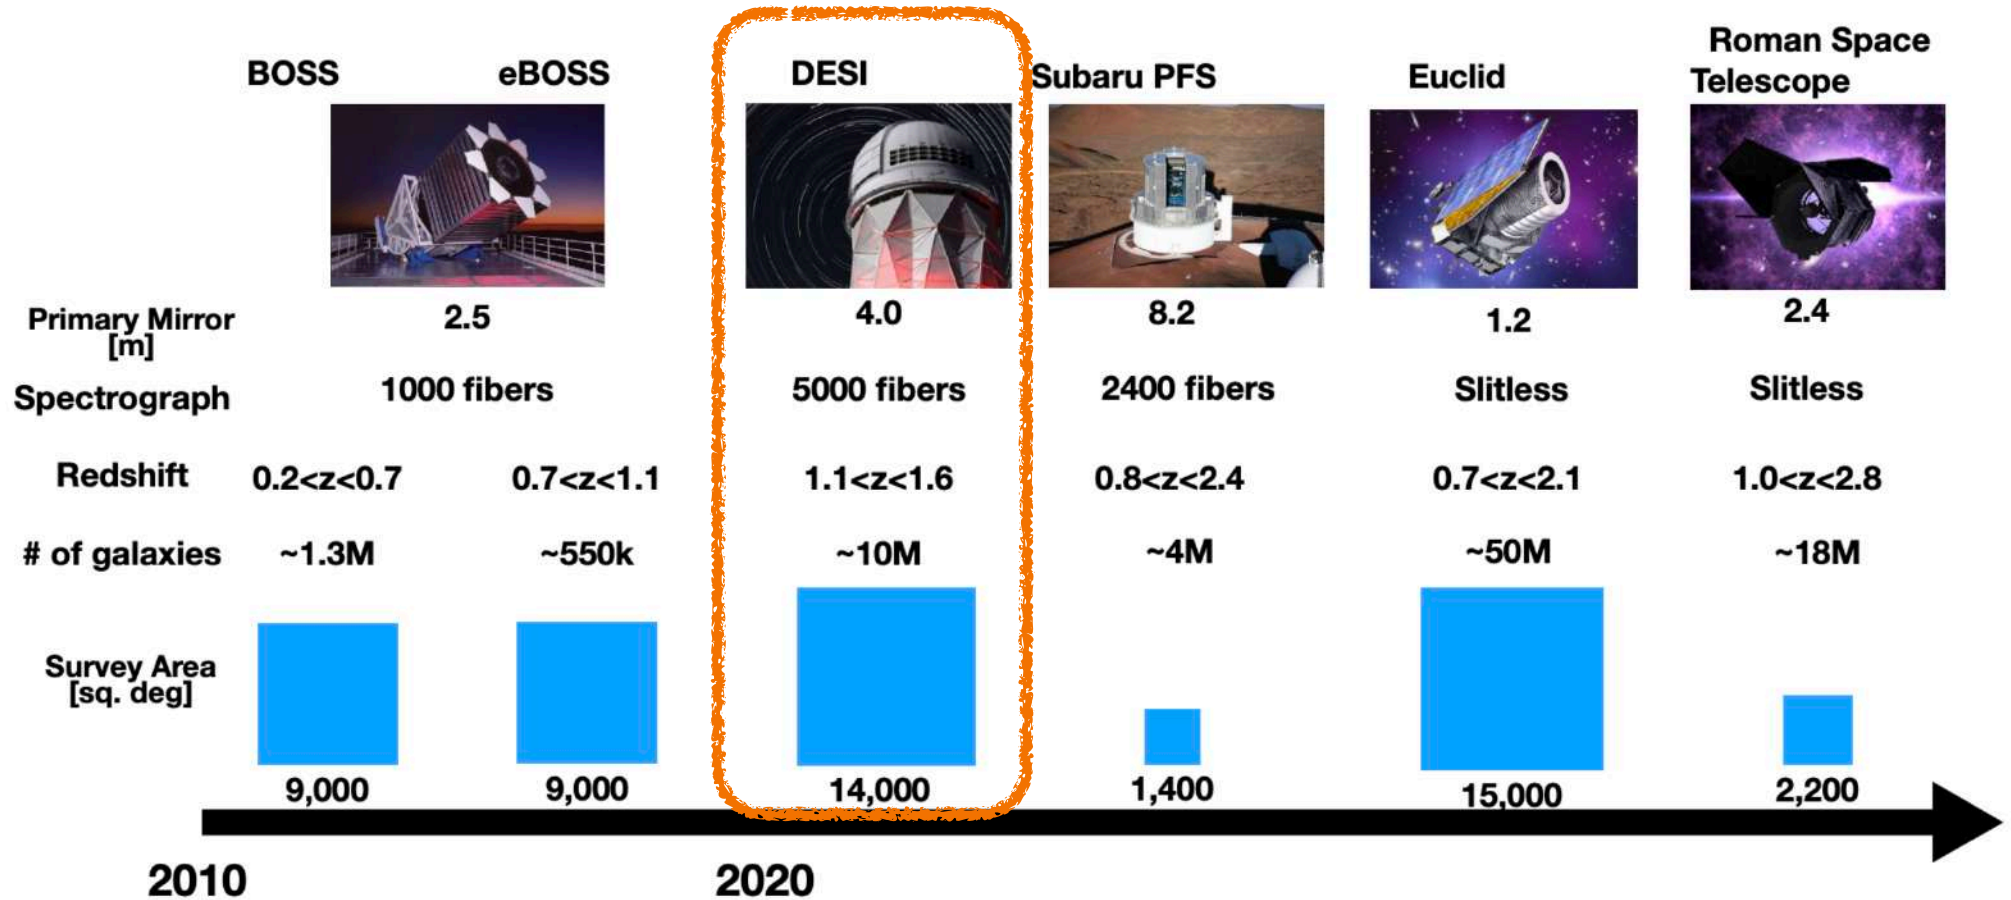 BOSS eBOSS DESI Subaru PFS Euclid Roman Space
Telescope
Primary Mirror
[m]
2.5 4.0 8.2 1.2 2.4
Spectrograph 1000 fibers 5000 fibers 2400 fibers Slitless Slitless
Redshift 0.2<z<0.7 0.7<z<1.1 1.1<z<1.6 0.8<z<2.4 0.7<z<2.1 1.0<z<2.8
# of galaxies ~1.3M ~550k ~10M ~4M ~50M ~18M
Survey Area
[sq. deg]
9,000 9,000 14,000 1,400 15,000 2,200
2010 2020